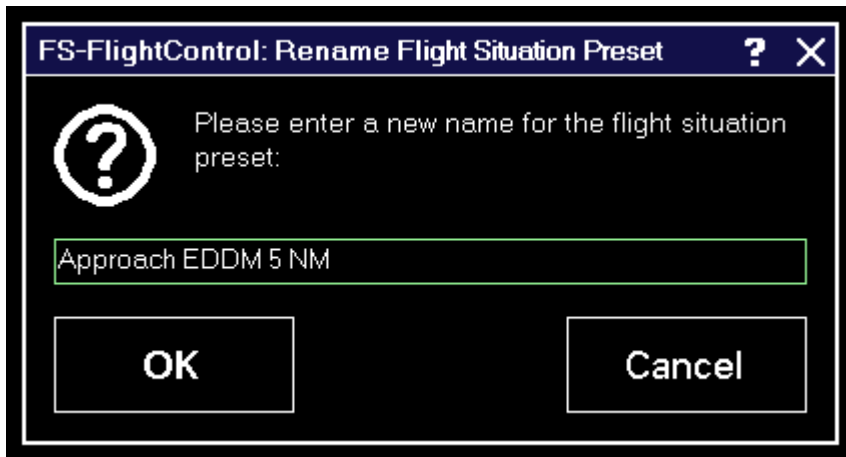 FS-FlightControl: Rename Flight Situation Preset ? X
Please enter a new name for the flight situation
preset:
Approach EDDM 5 NM
OK Cancel